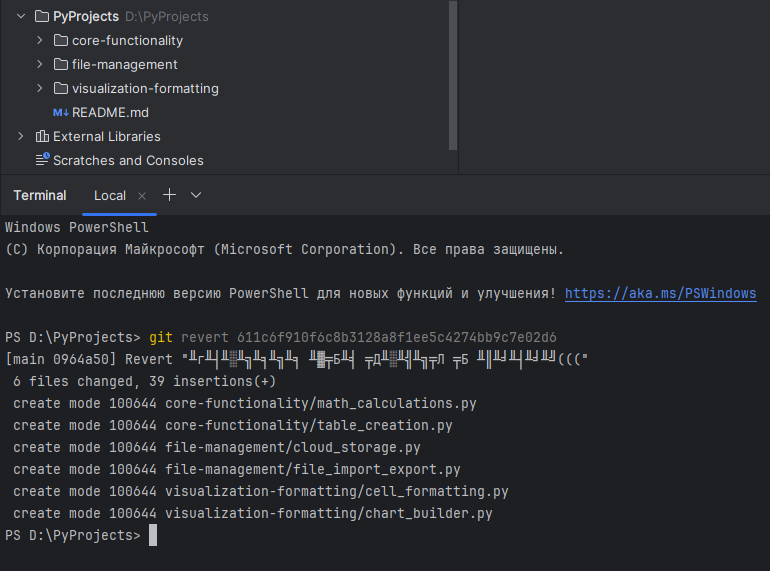 PyProjects D:\PyProjects
core-functionality
file-management
visualization-formatting
M↓ README.md
External Libraries
Scratches and Consoles
Terminal Local
Windows PowerShell
(C) Корпорация Майкрософт (Microsoft Corporation). Все права защищены.
Установите последнюю версию PowerShell для новых функций и улучшения! https://aka.ms/PSWindows
PS D:\PyProjects> git revert 611c6f910f6c8b3128a8f1ee5c4274bb9c7e02d6
[main 0964a50] Revert "((("
6 files changed, 39 insertions(+)
create mode 100644 core-functionality/math_calculations.py
create mode 100644 core-functionality/table_creation.py
create mode 100644 file-management/cloud_storage.py
create mode 100644 file-management/file_import_export.py
create mode 100644 visualization-formatting/cell_formatting.py
create mode 100644 visualization-formatting/chart_builder.py
PS D:\PyProjects>